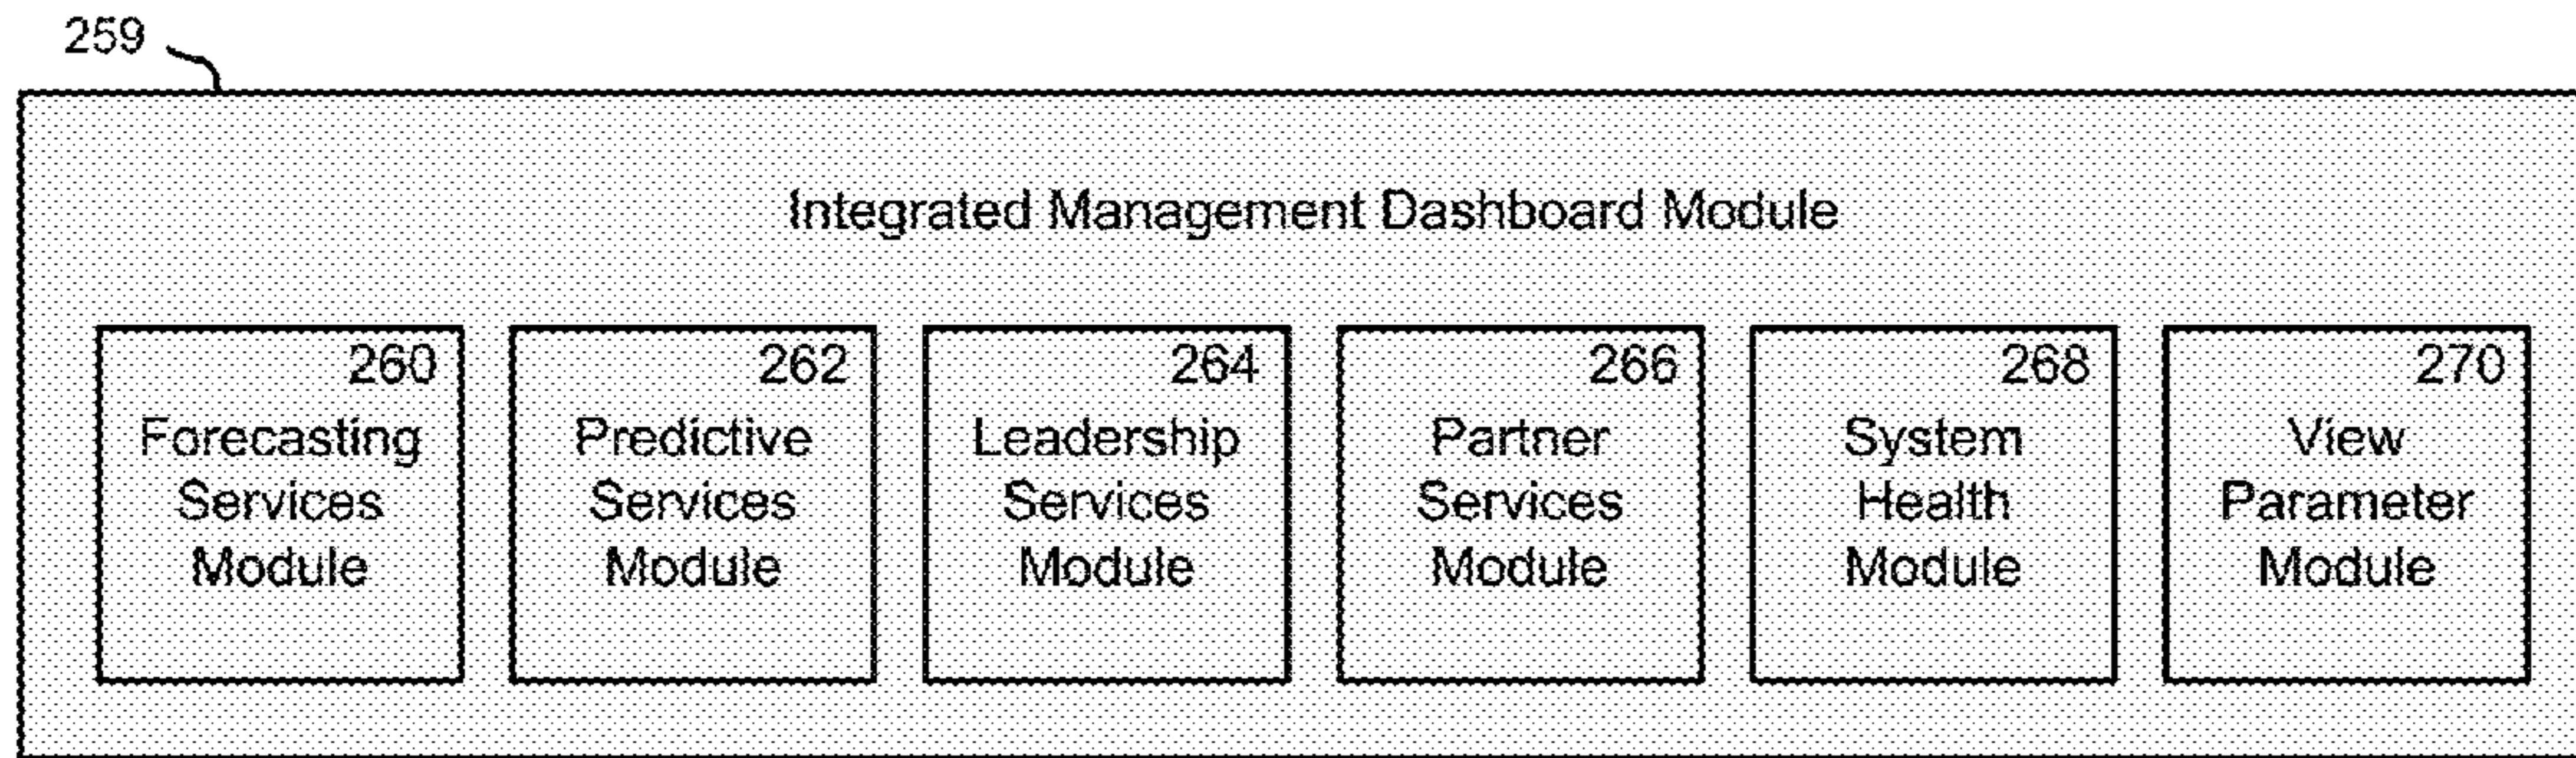 259
Integrated Management Dashboard Module
260
Forecasting
Services
Module
262
Predictive
Services
Module
264
Leadership
Services
Module
266
Partner
Services
Module
268
System
Health
Module
270
View
Parameter
Module